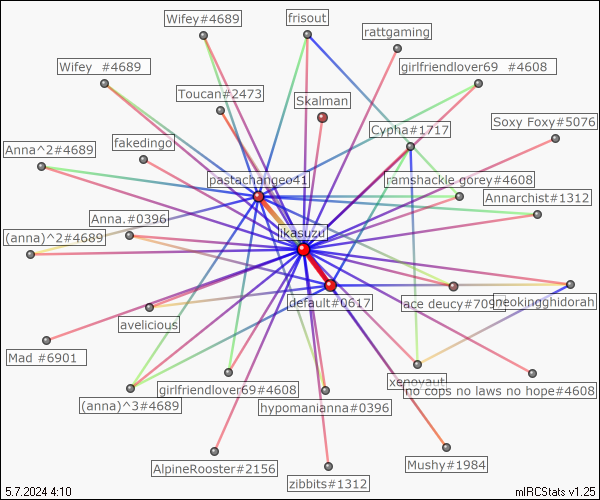 Wifey#4689
frisout
rattgaming
Wifey #4689
girlfriendlover69 #4608
Toucan#2473
Skalman
Soxy Foxy#5076
Cypha#1717
fakedingo
Anna^2#4689
pastachangeo41
ramshackle gorey#4608
Annarchist#1312
Anna.#0396
ikasuzu
(anna)^2#4689
default#0617
ace deucy#709
neokingghidorah
avelicious
Mad #6901
xenoyaut
girlfriendlover69#4608
no cops no laws no hope#4608
(anna)^3#4689
hypomanianna#0396
AlpineRooster#2156
Mushy#1984
zibbits#1312
5.7.2024 4:10
mIRCStats v1.25